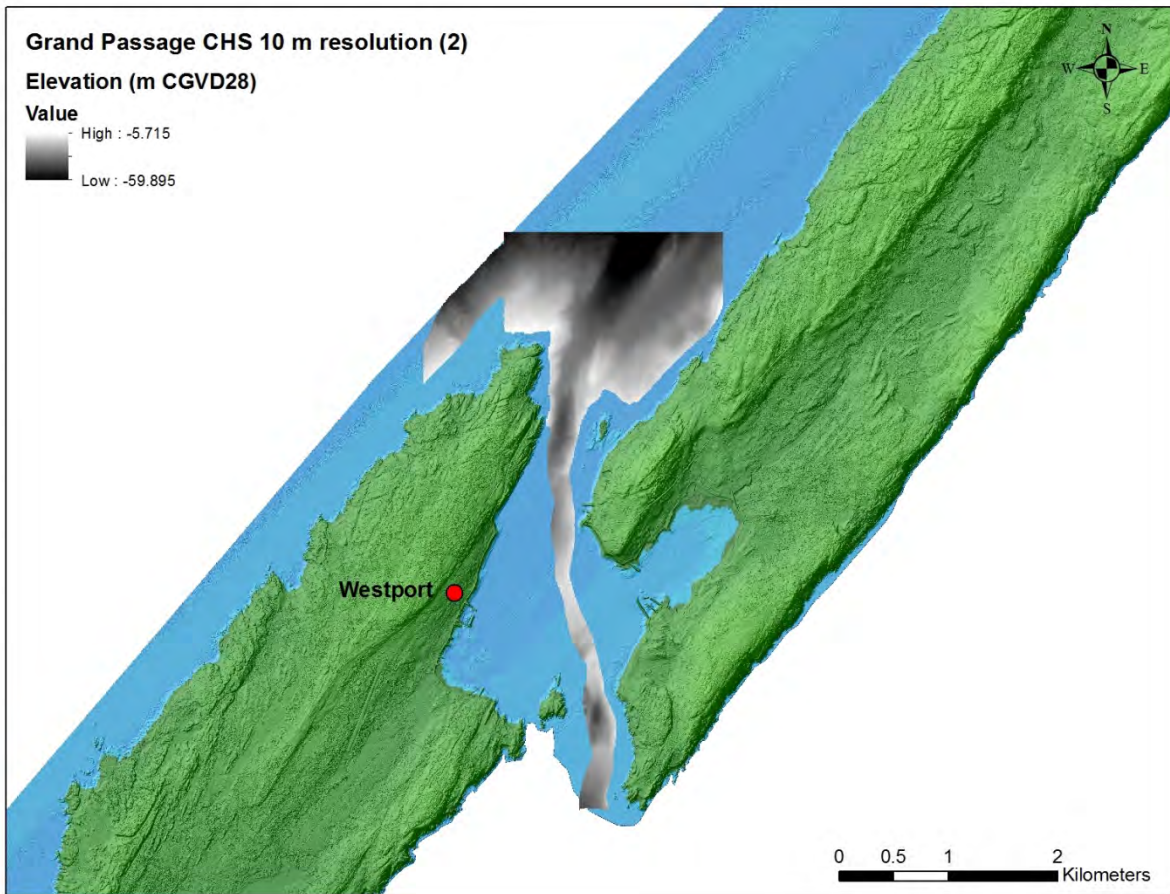 Grand Passage CHS 10 m resolution (2)
Elevation (m CGVD28)
Value
High : -5.715
Low : -59.895
N
W E
S
Westport
0 0.5 1 2
Kilometers